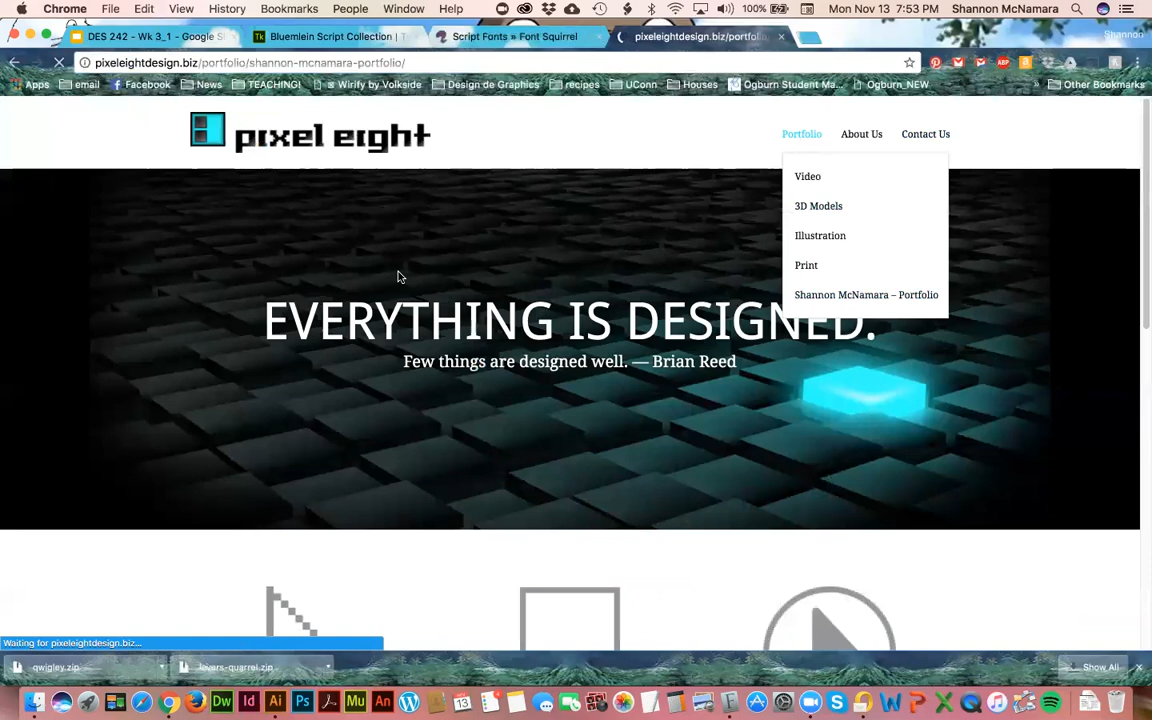 Chrome File Edit View History Bookmarks People Window Help 100% Mon Nov 13 7:53 PM Shannon McNamara
DES 242 - Wk 3_1 - Google S Bluemlein Script Collection | T Script Fonts » Font Squirrel pixeleightdesign.biz/portfolio Shannon
pixeleightdesign.biz/portfolio/shannon-mcnamara-portfolio/
Apps email Facebook News TEACHING! Wirify by Volkside Design de Graphics recipes UConn Houses Ogburn Student Ma... Ogburn_NEW » Other Bookmarks
pixel eight
Portfolio About Us Contact Us
Video
3D Models
Illustration
Print
Shannon McNamara – Portfolio
EVERYTHING IS DESIGNED.
Few things are designed well. — Brian Reed
Waiting for pixeleightdesign.biz...
qwigley.zip layars-quarrel.zip Show All